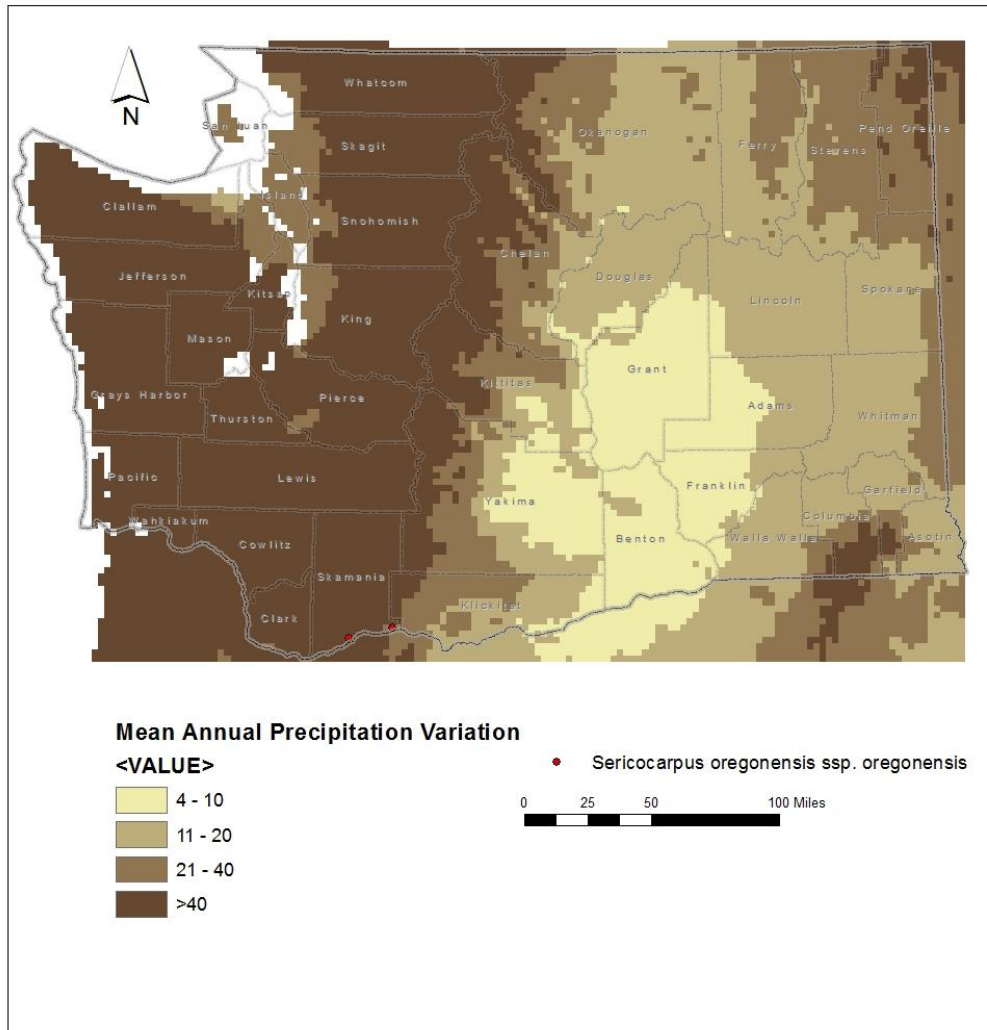 N
Whatcom
San Juan
Skagit
Okanogan
Ferry
Stevens
Pend Oreille
Island
Clallam
Snohomish
Chelan
Jefferson
Douglas
Lincoln
Spokane
Kitsap
King
Mason
Grant
Kittitas
Grays Harbor
Pierce
Adams
Whitman
Thurston
Pacific
Lewis
Yakima
Franklin
Garfield
Wahkiakum
Columbia
Cowlitz
Benton
Walla Walla
Asotin
Skamania
Klickitat
Clark
Mean Annual Precipitation Variation
<VALUE>
4 - 10
11 - 20
21 - 40
>40
Sericocarpus oregonensis ssp. oregonensis
0 25 50 100 Miles